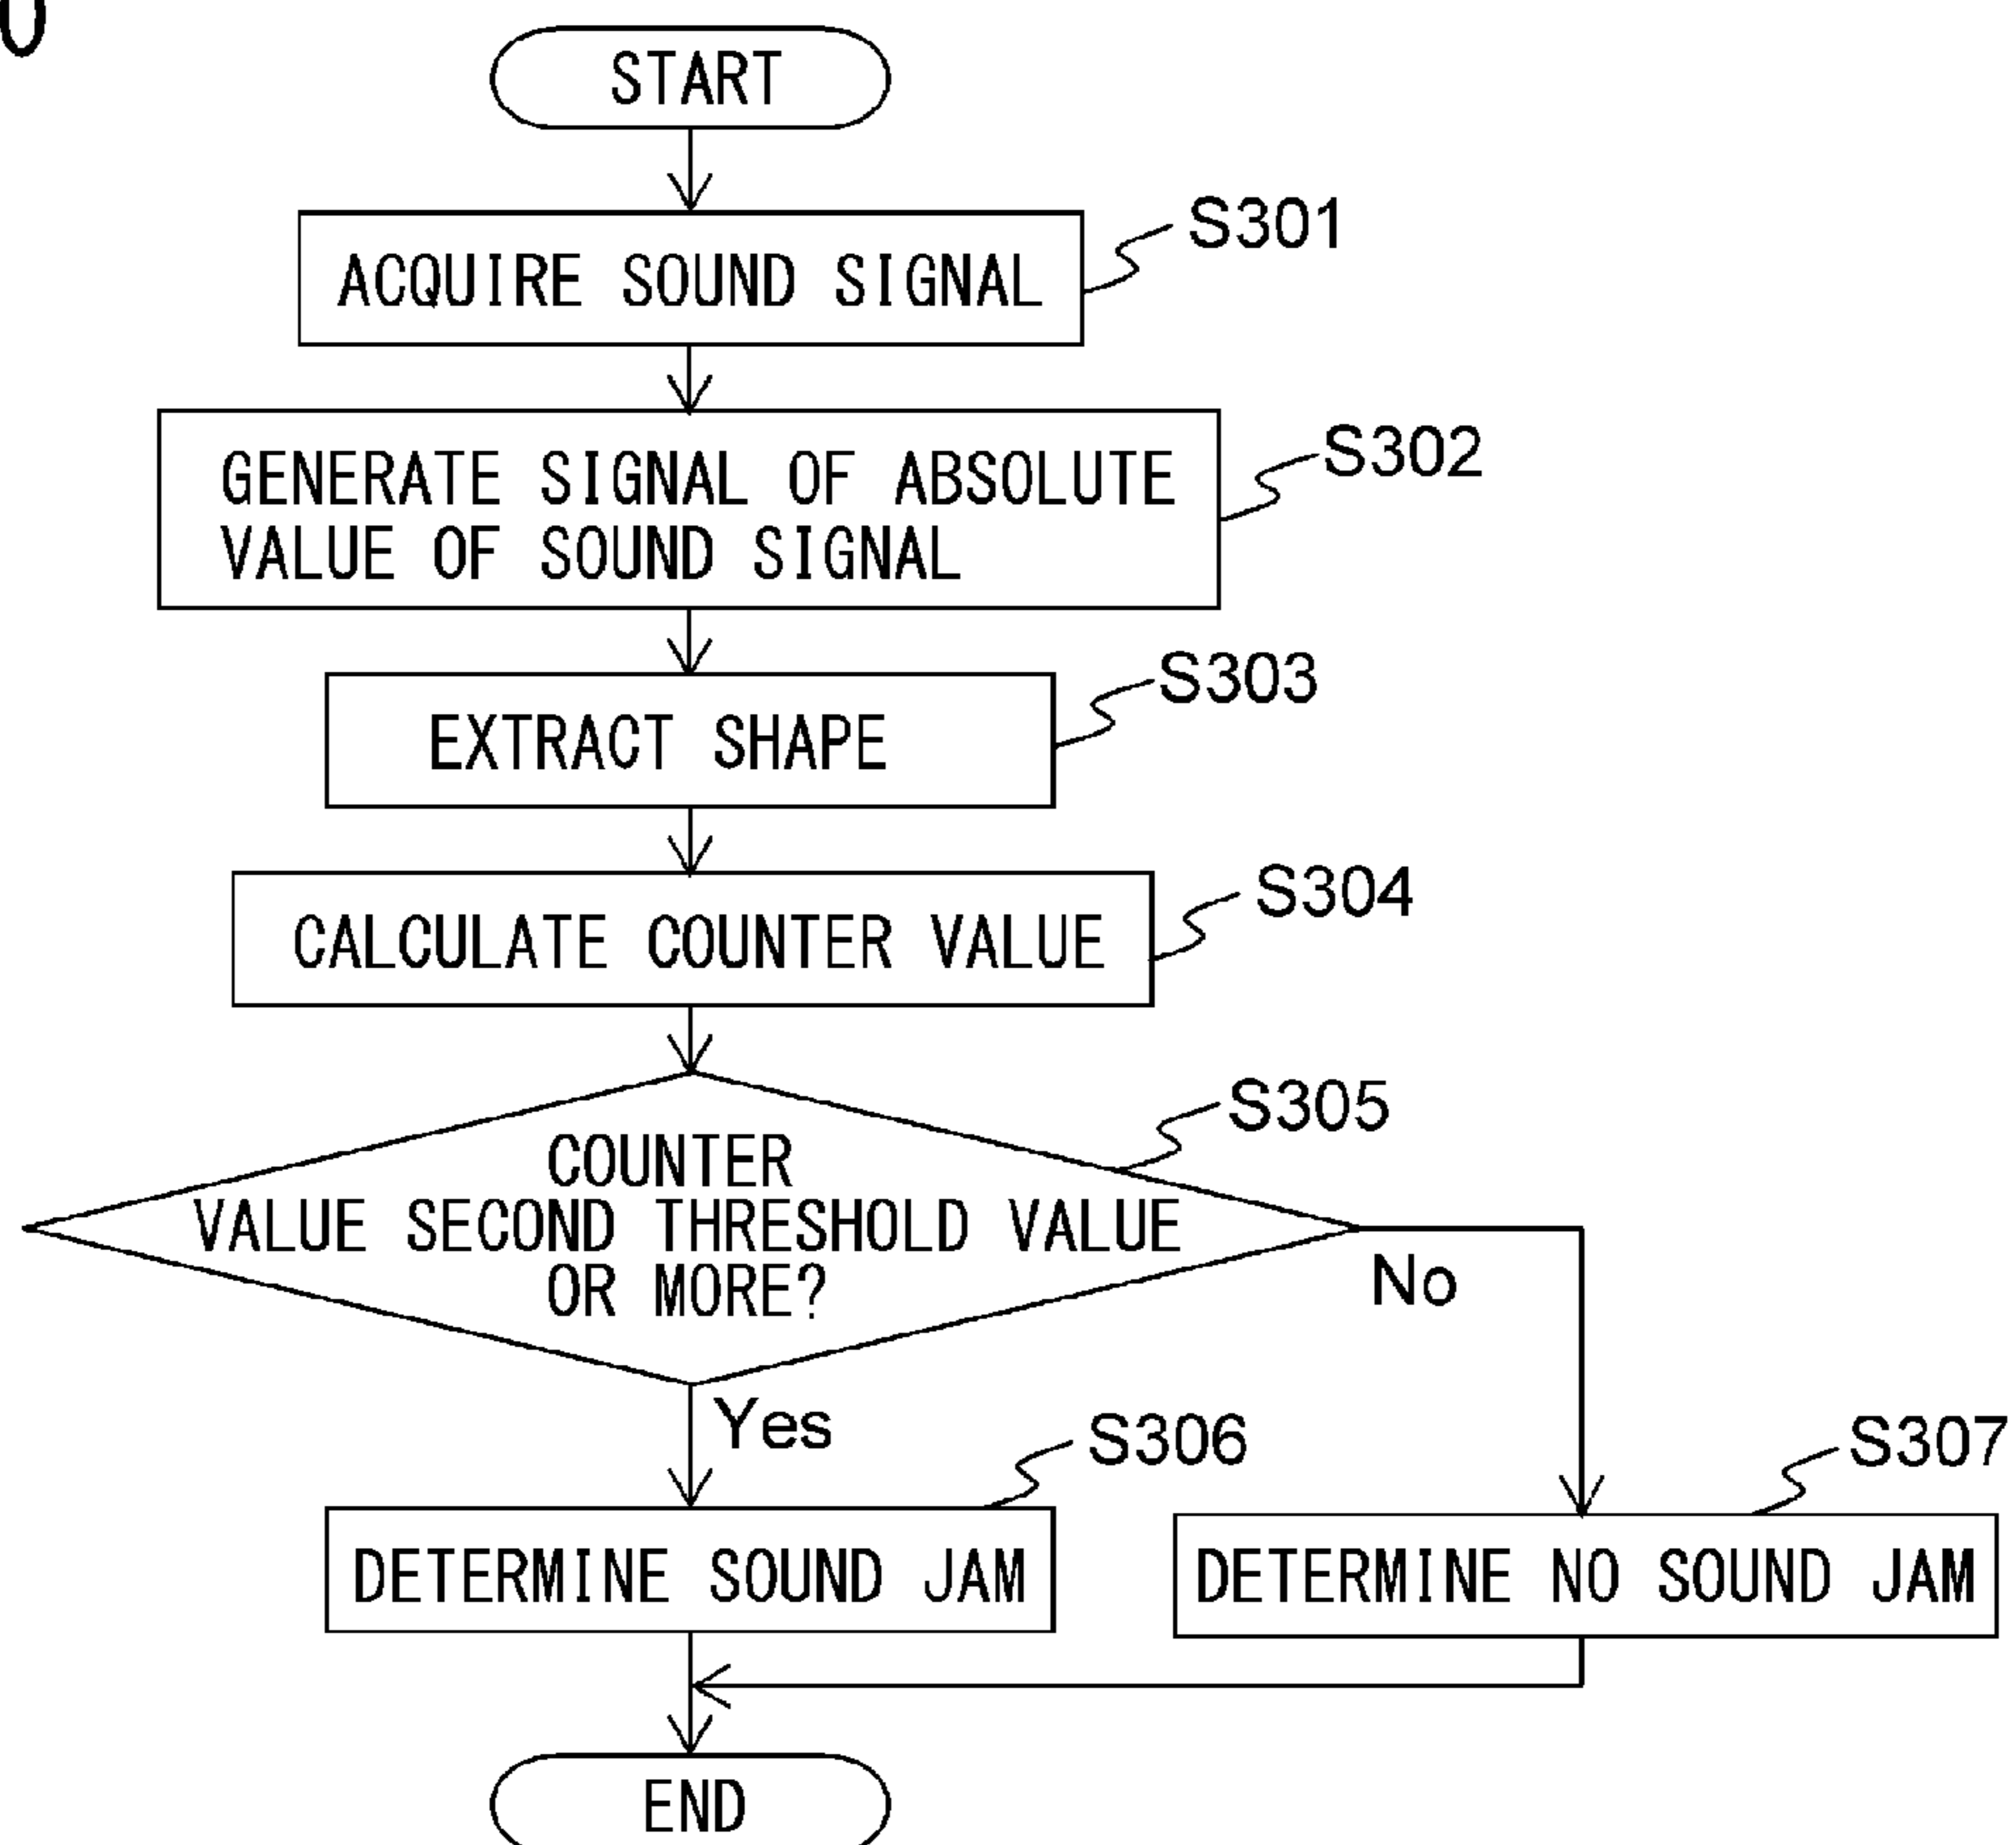 START
S301
ACQUIRE SOUND SIGNAL
S302
GENERATE SIGNAL OF ABSOLUTE
VALUE OF SOUND SIGNAL
S303
EXTRACT SHAPE
S304
CALCULATE COUNTER VALUE
S305
COUNTER
VALUE SECOND THRESHOLD VALUE
OR MORE?
No
Yes
S306
S307
DETERMINE SOUND JAM
DETERMINE NO SOUND JAM
END